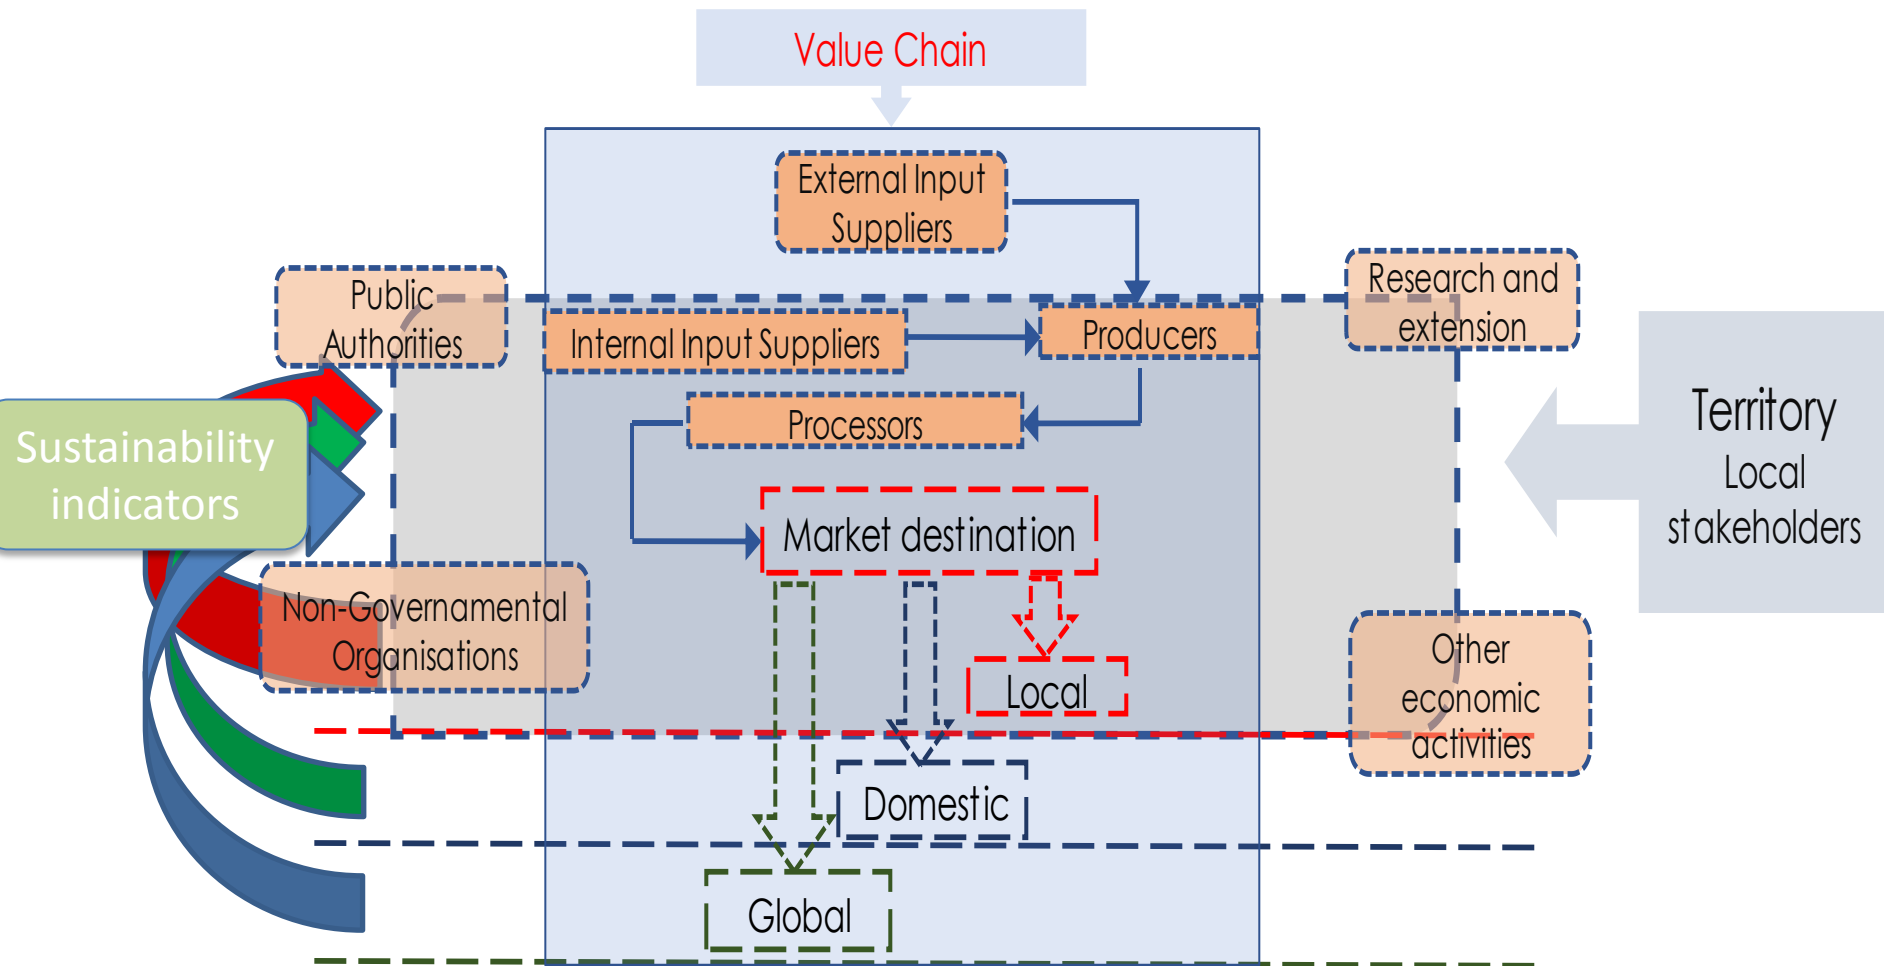 Value Chain
External Input
Suppliers
Public
Authorities
Research and
extension
Internal Input Suppliers
Producers
Processors
Territory
Local
stakeholders
Sustainability
indicators
Market destination
Non-Governamental
Organisations
Local
Other
economic
activities
Domestic
Global